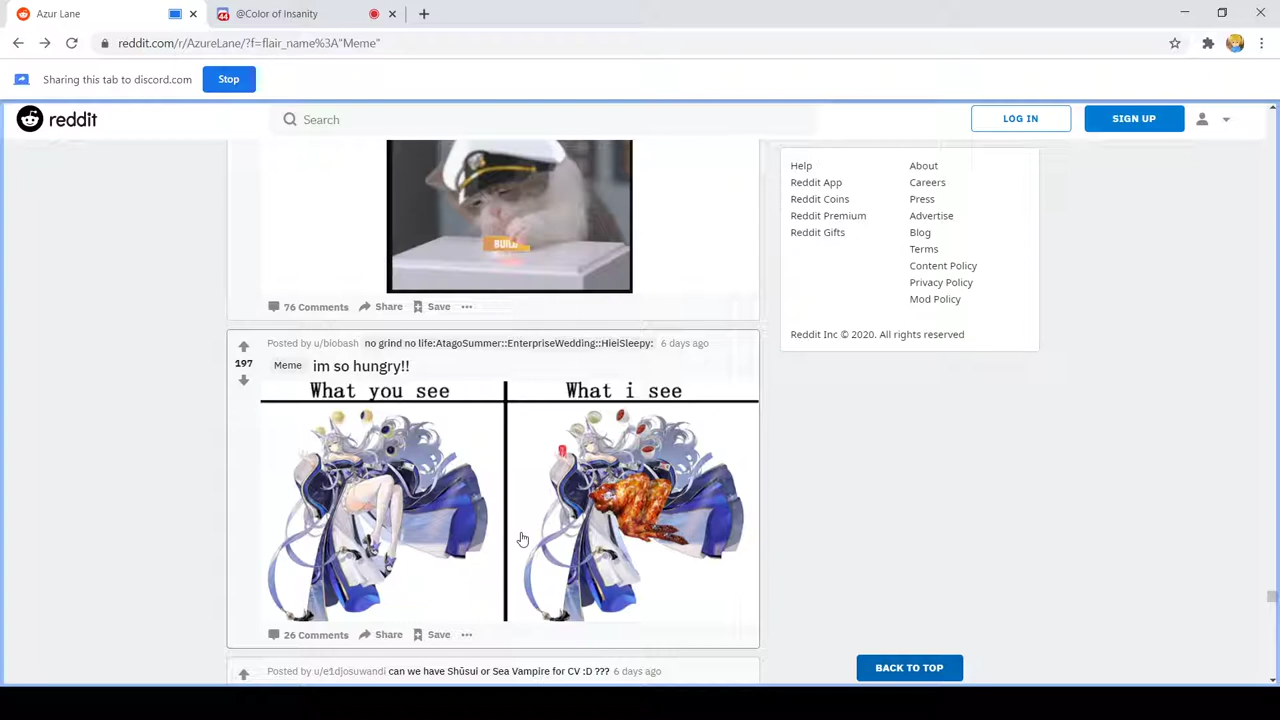 Azur Lane
@Color of Insanity
reddit.com/r/AzureLane/?f=flair_name%3A"Meme"
Sharing this tab to discord.com
Stop
reddit
Search
LOG IN
SIGN UP
BUILD
76 Comments
Share
Save
Help
About
Reddit App
Careers
Reddit Coins
Press
Reddit Premium
Advertise
Reddit Gifts
Blog
Terms
Content Policy
Privacy Policy
Mod Policy
Reddit Inc © 2020. All rights reserved
Posted by u/biobash no grind no life:AtagoSummer::EnterpriseWedding::HieiSleepy: 6 days ago
197
Meme im so hungry!!
What you see
What i see
26 Comments
Share
Save
Posted by u/e1djosuwandi can we have Shūsui or Sea Vampire for CV :D ??? 6 days ago
BACK TO TOP